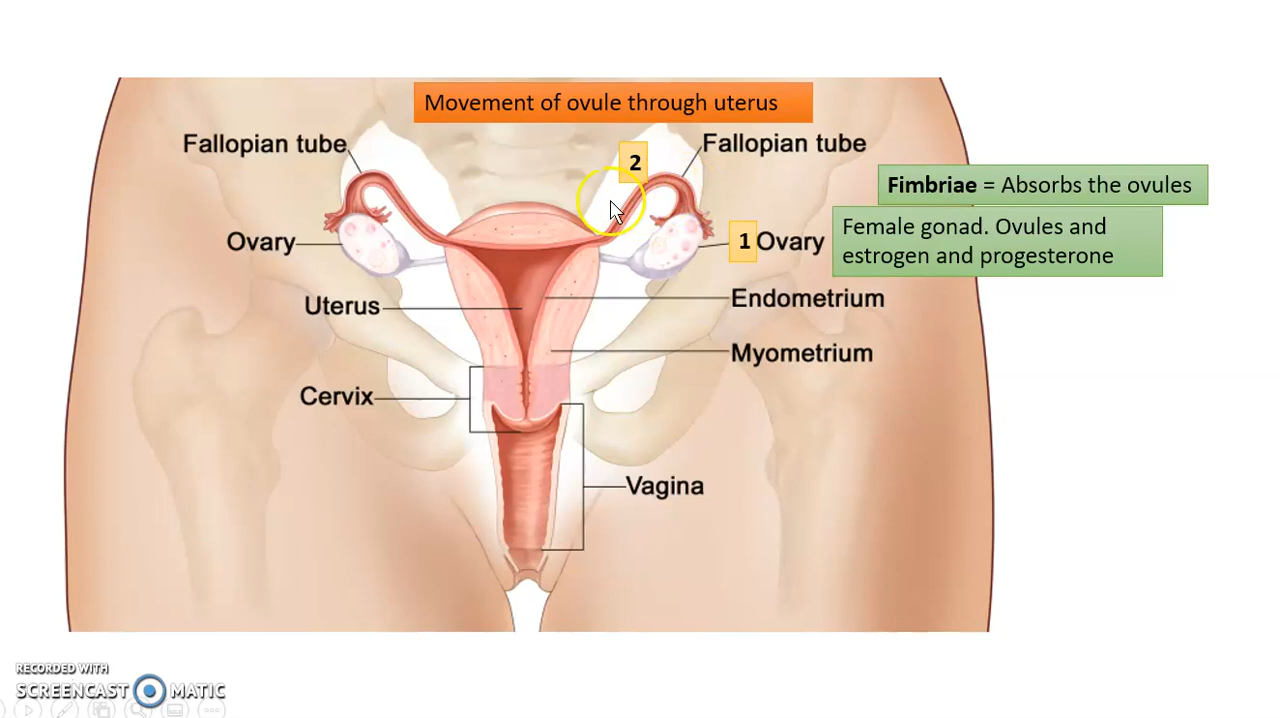 Movement of ovule through uterus
Fallopian tube
2
Fallopian tube
Fimbriae = Absorbs the ovules
Ovary
1
Ovary
Female gonad. Ovules and
estrogen and progesterone
Uterus
Endometrium
Myometrium
Cervix
Vagina
RECORDED WITH
SCREENCAST MATIC